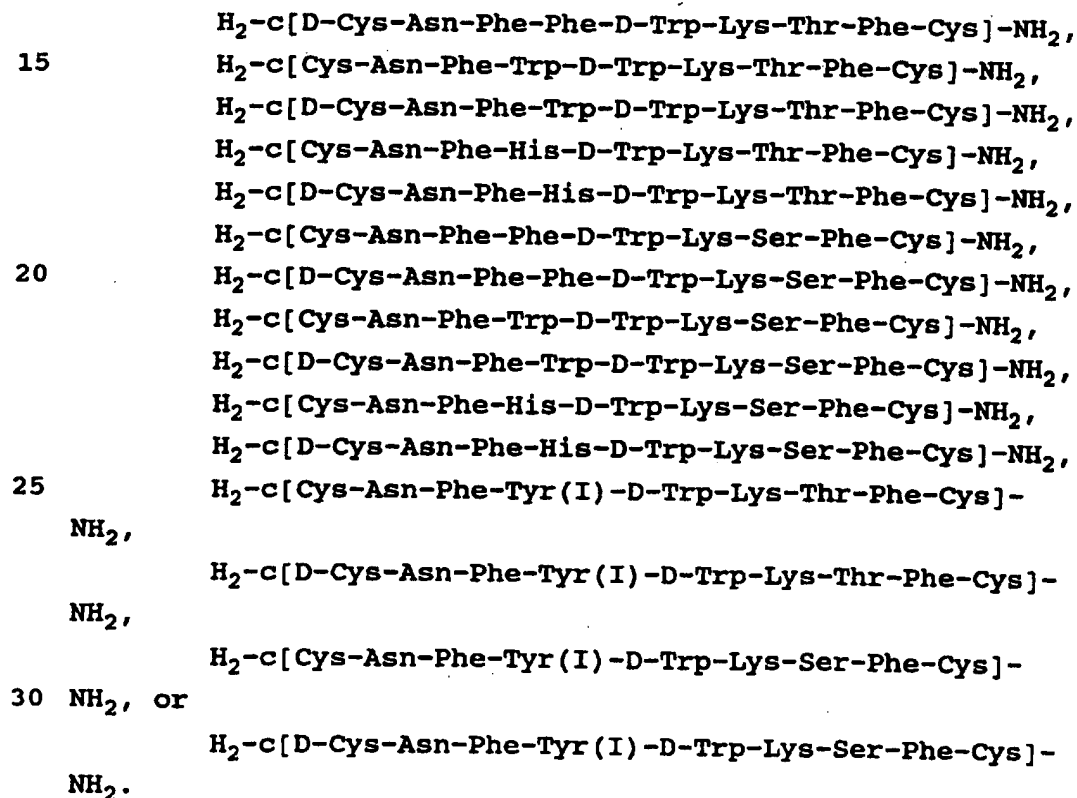 H2-c[D-Cys-Asn-Phe-Phe-D-Trp-Lys-Thr-Phe-Cys]-NH2,
15 H2-c[Cys-Asn-Phe-Trp-D-Trp-Lys-Thr-Phe-Cys]-NH2,
H2-c[D-Cys-Asn-Phe-Trp-D-Trp-Lys-Thr-Phe-Cys]-NH2,
H2-c[Cys-Asn-Phe-His-D-Trp-Lys-Thr-Phe-Cys]-NH2,
H2-c[D-Cys-Asn-Phe-His-D-Trp-Lys-Thr-Phe-Cys]-NH2,
H2-c[Cys-Asn-Phe-Phe-D-Trp-Lys-Ser-Phe-Cys]-NH2,
20 H2-c[D-Cys-Asn-Phe-Phe-D-Trp-Lys-Ser-Phe-Cys]-NH2,
H2-c[Cys-Asn-Phe-Trp-D-Trp-Lys-Ser-Phe-Cys]-NH2,
H2-c[D-Cys-Asn-Phe-Trp-D-Trp-Lys-Ser-Phe-Cys]-NH2,
H2-c[Cys-Asn-Phe-His-D-Trp-Lys-Ser-Phe-Cys]-NH2,
H2-c[D-Cys-Asn-Phe-His-D-Trp-Lys-Ser-Phe-Cys]-NH2,
25 H2-c[Cys-Asn-Phe-Tyr(I)-D-Trp-Lys-Thr-Phe-Cys]-
NH2,
H2-c[D-Cys-Asn-Phe-Tyr(I)-D-Trp-Lys-Thr-Phe-Cys]-
NH2,
H2-c[Cys-Asn-Phe-Tyr(I)-D-Trp-Lys-Ser-Phe-Cys]-
30 NH2, or
H2-c[D-Cys-Asn-Phe-Tyr(I)-D-Trp-Lys-Ser-Phe-Cys]-
NH2.